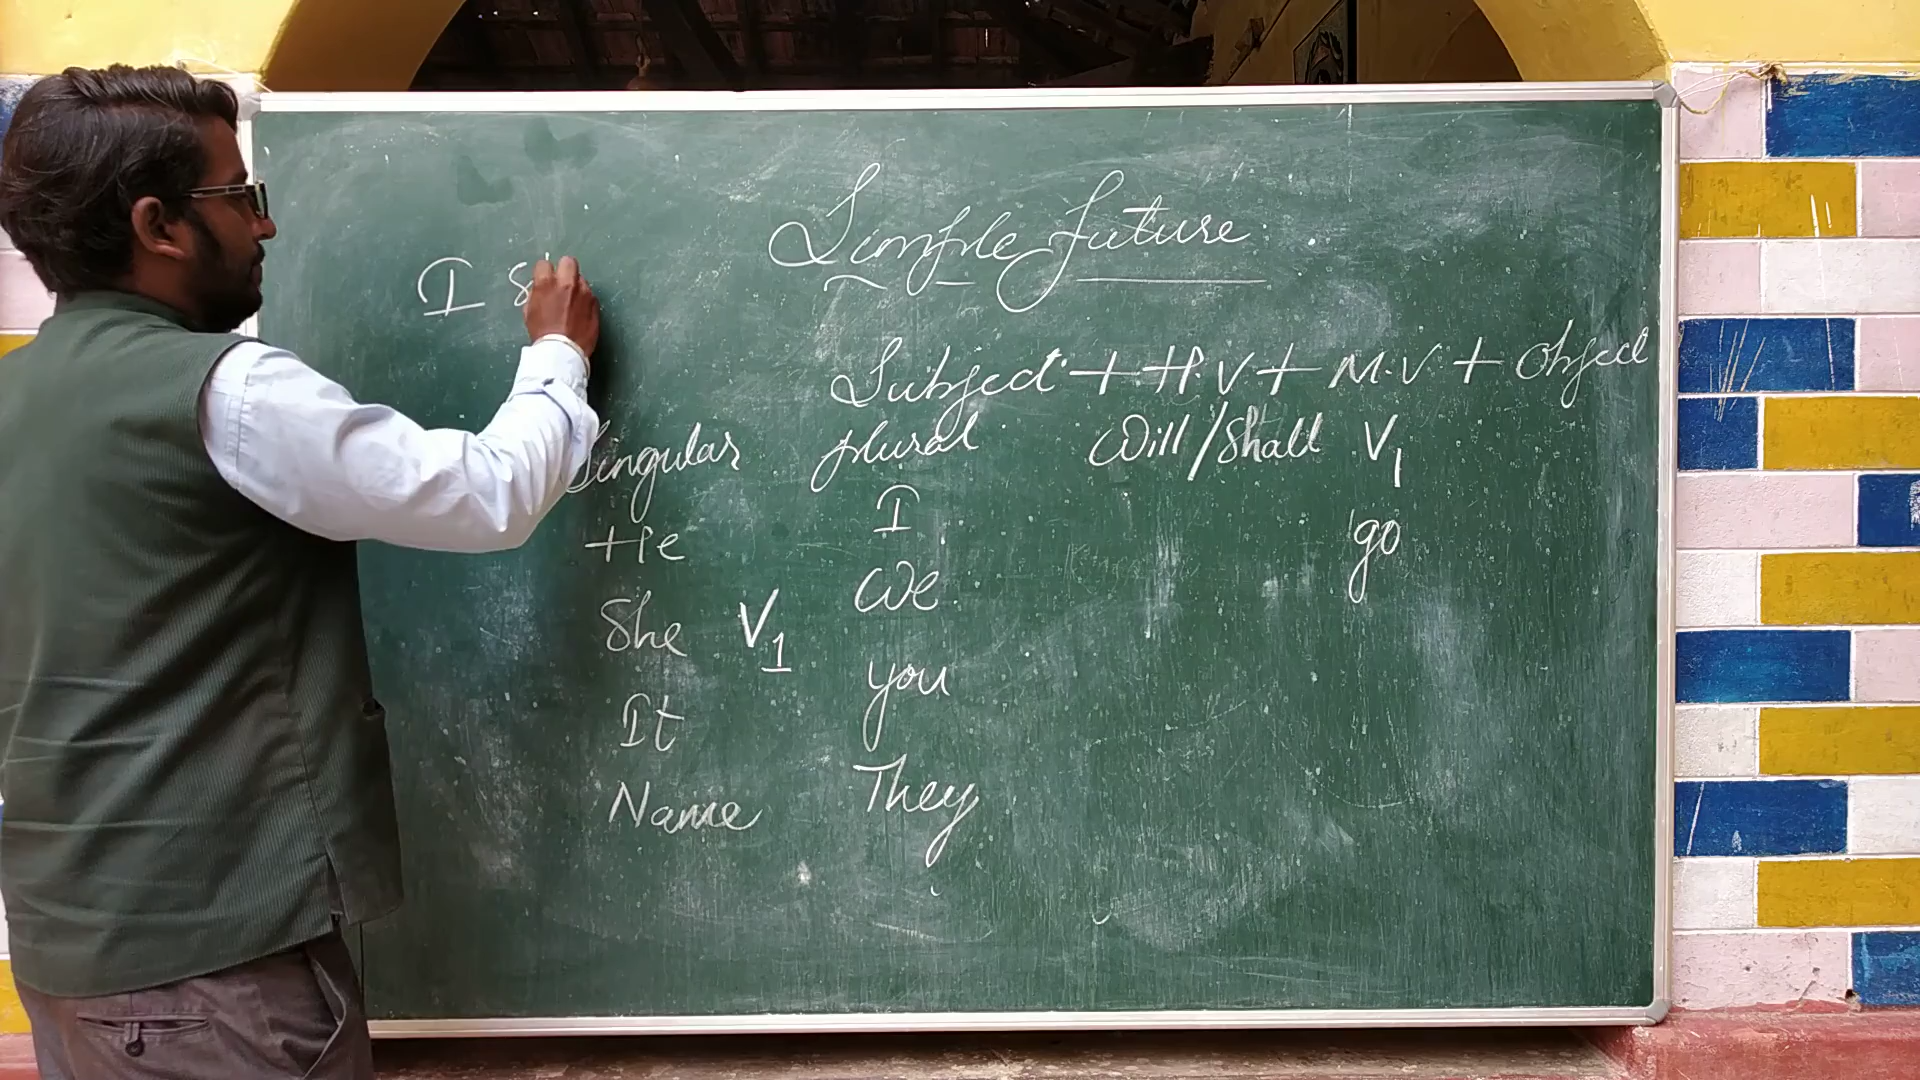 Simple future
I S
Subject + H.V + M.V + Object
Singular plural Will/Shall V1
He I go
She V1 We
It you
Name They